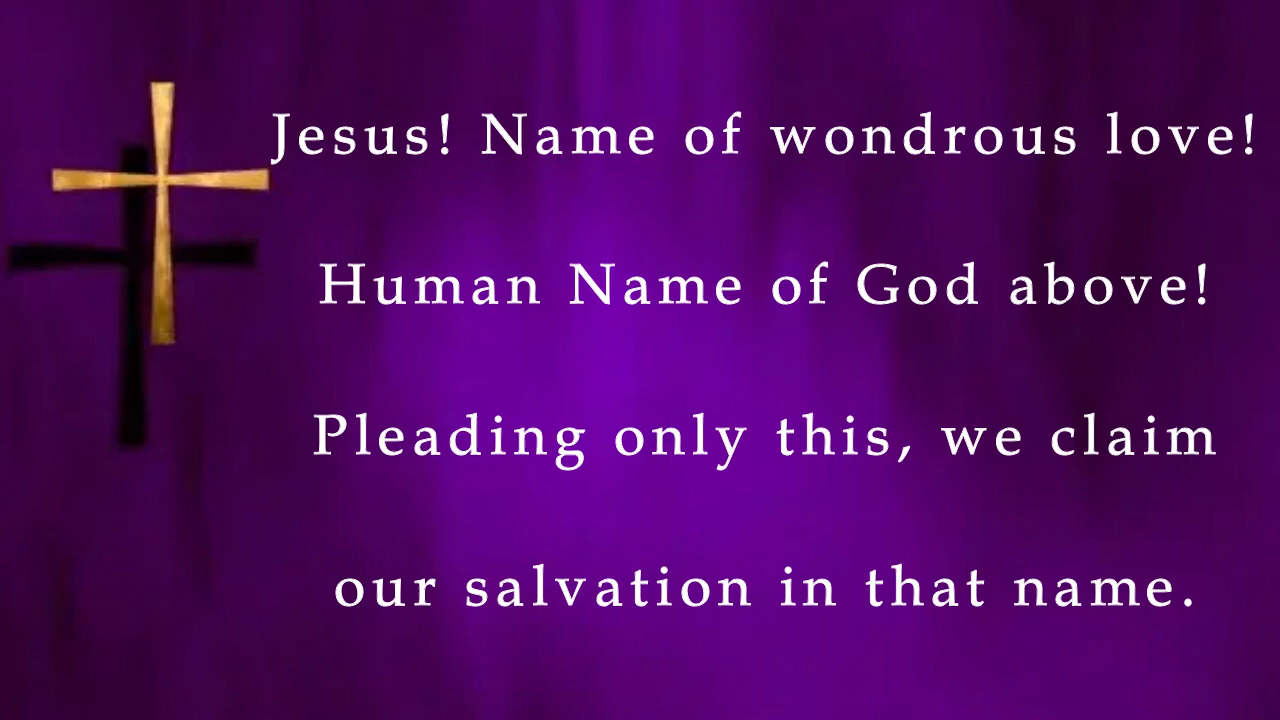 Jesus! Name of wondrous love!
Human Name of God above!
Pleading only this, we claim
our salvation in that name.